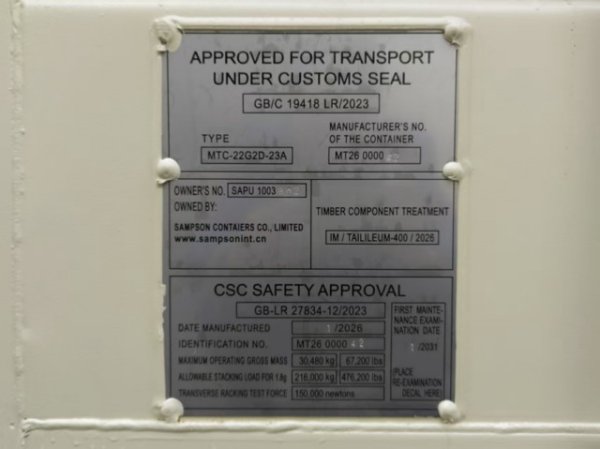 APPROVED FOR TRANSPORT
UNDER CUSTOMS SEAL
GB/C 19418 LR/2023
TYPE
MTC-22G2D-23A
MANUFACTURER'S NO.
OF THE CONTAINER
MT26 0000
OWNER'S NO. SAPU 1003
OWNED BY:
SAMPSON CONTAIERS CO., LIMITED
www.sampsonint.cn
TIMBER COMPONENT TREATMENT
IM / TAILILEUM-400 / 2026
CSC SAFETY APPROVAL
GB-LR 27834-12/2023
DATE MANUFACTURED 1/2026
IDENTIFICATION NO. MT26 0000 42
MAXIMUM OPERATING GROSS MASS 30,480 kg 67,200 lbs
ALLOWABLE STACKING LOAD FOR 1.8g 216,000 kg 476,200 lbs
TRANSVERSE RACKING TEST FORCE 150,000 newtons
FIRST MAINTE-
NANCE EXAMI-
NATION DATE
/2031
(PLACE
RE-EXAMINATION
DECAL HERE)